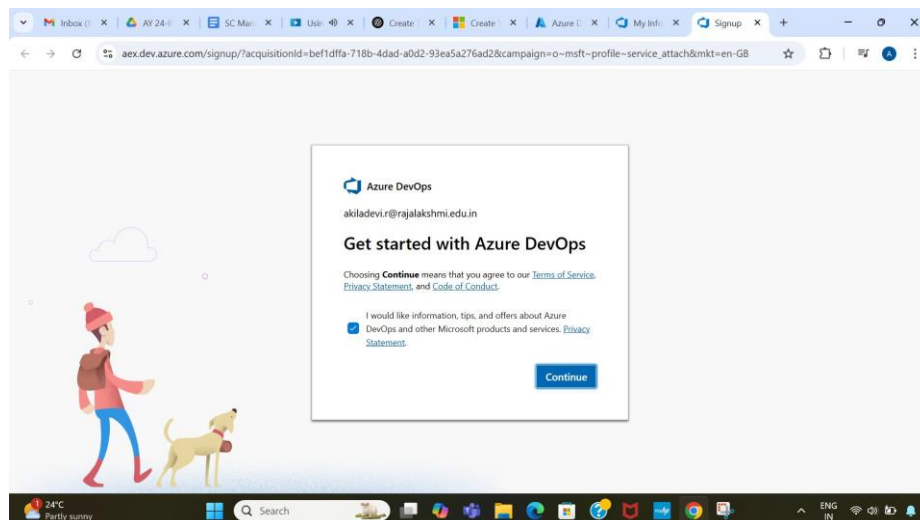 Inbox (
AY 24-
SC Man
Usin
Create
Create
Azure D
My Info
Signup
aex.dev.azure.com/signup/?acquisitionId=bef1dffa-718b-4dad-a0d2-93ea5a276ad2&campaign=o~msft~profile~service_attach&mkt=en-GB
A
Azure DevOps
akiladevi.r@rajalakshmi.edu.in
Get started with Azure DevOps
Choosing Continue means that you agree to our Terms of Service,
Privacy Statement, and Code of Conduct.
I would like information, tips, and offers about Azure
DevOps and other Microsoft products and services. Privacy
Statement.
Continue
1
24°C
Partly sunny
Search
ENG
IN